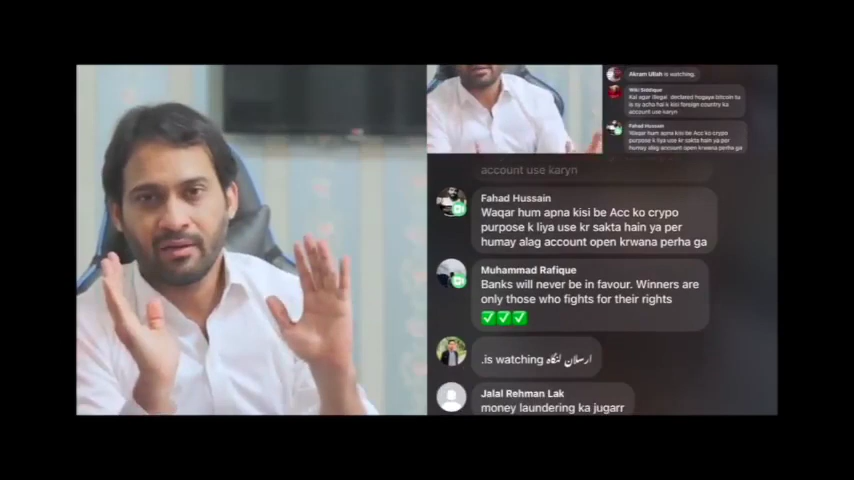 Akram Ullah is watching.
Wiki Siddique
Kal agar illegal declared hogaye bitcoin to
is sy acha hai k kisi foreign country ka
account use karyn
Fahad Hussain
Waqar hum apna kisi be Acc ko crypo
purpose k liya use kr sakta hain ya per
humay alag account open krwana perha ga
account use karyn
Fahad Hussain
Waqar hum apna kisi be Acc ko crypo
purpose k liya use kr sakta hain ya per
humay alag account open krwana perha ga
Muhammad Rafique
Banks will never be in favour. Winners are
only those who fights for their rights
✅✅✅
.is watching ارسلان لنگاہ
Jalal Rehman Lak
money laundering ka jugarr